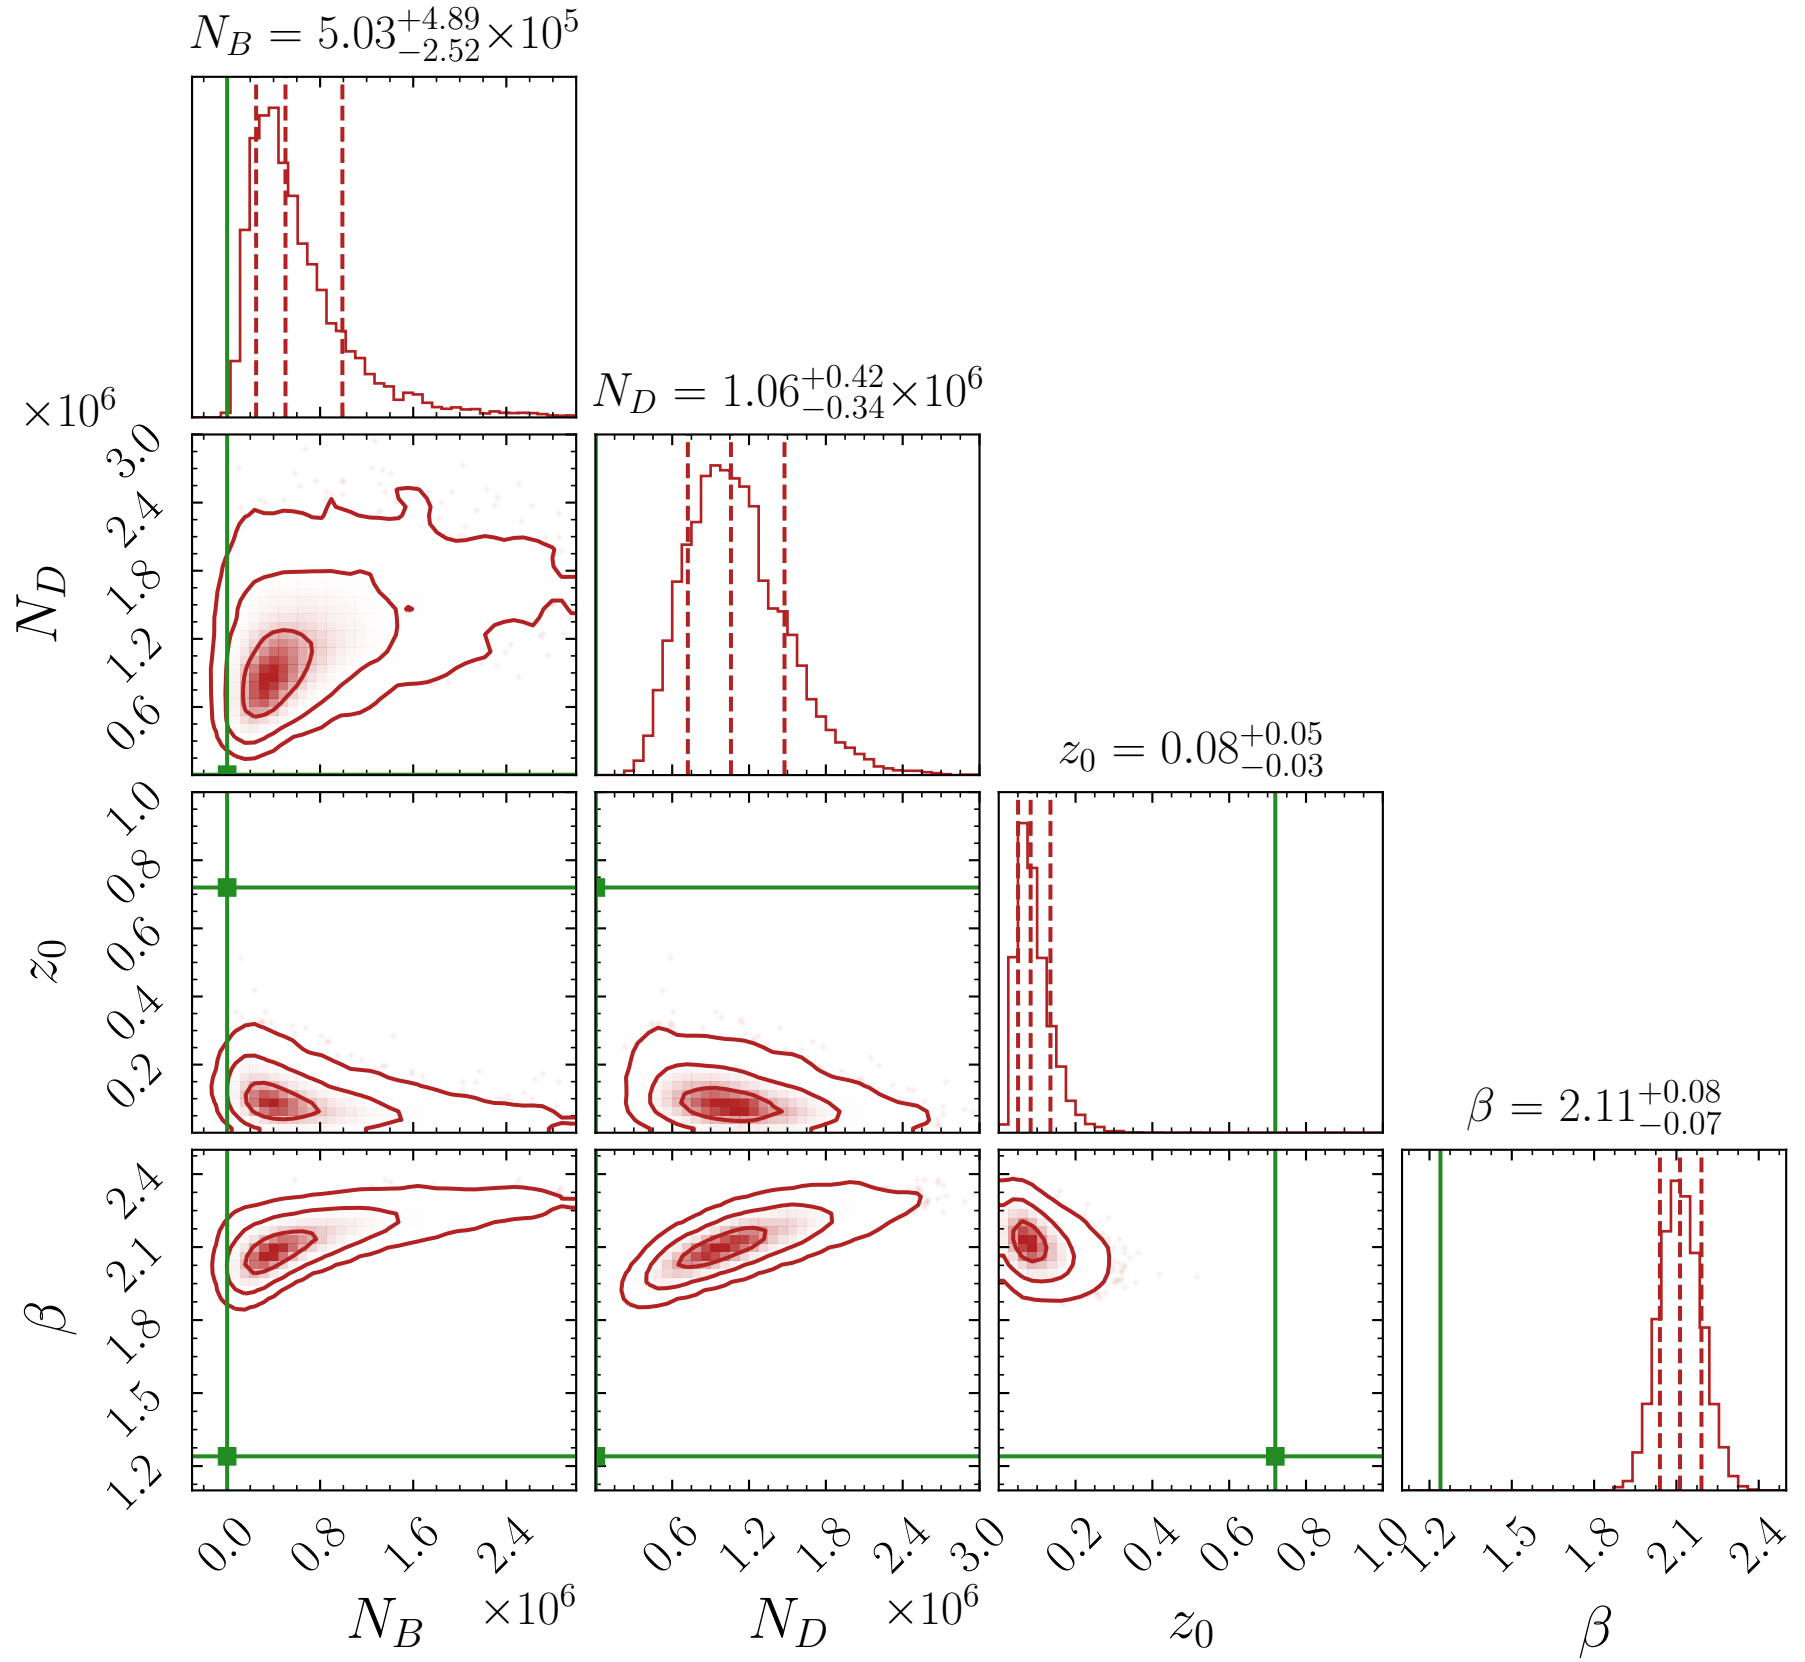 N_B = 5.03^{+4.89}_{-2.52}×10^5
×10^6
N_D = 1.06^{+0.42}_{-0.34}×10^6
3.0
2.4
1.8
1.2
0.6
N_D
z_0 = 0.08^{+0.05}_{-0.03}
1.0
0.8
0.6
0.4
0.2
z_0
β = 2.11^{+0.08}_{-0.07}
2.4
2.1
1.8
1.5
1.2
β
0.0 0.8 1.6 2.4
0.6 1.2 1.8 2.4 3.0
0.2 0.4 0.6 0.8 1.0
1.2 1.5 1.8 2.1 2.4
×10^6
×10^6
N_B
N_D
z_0
β